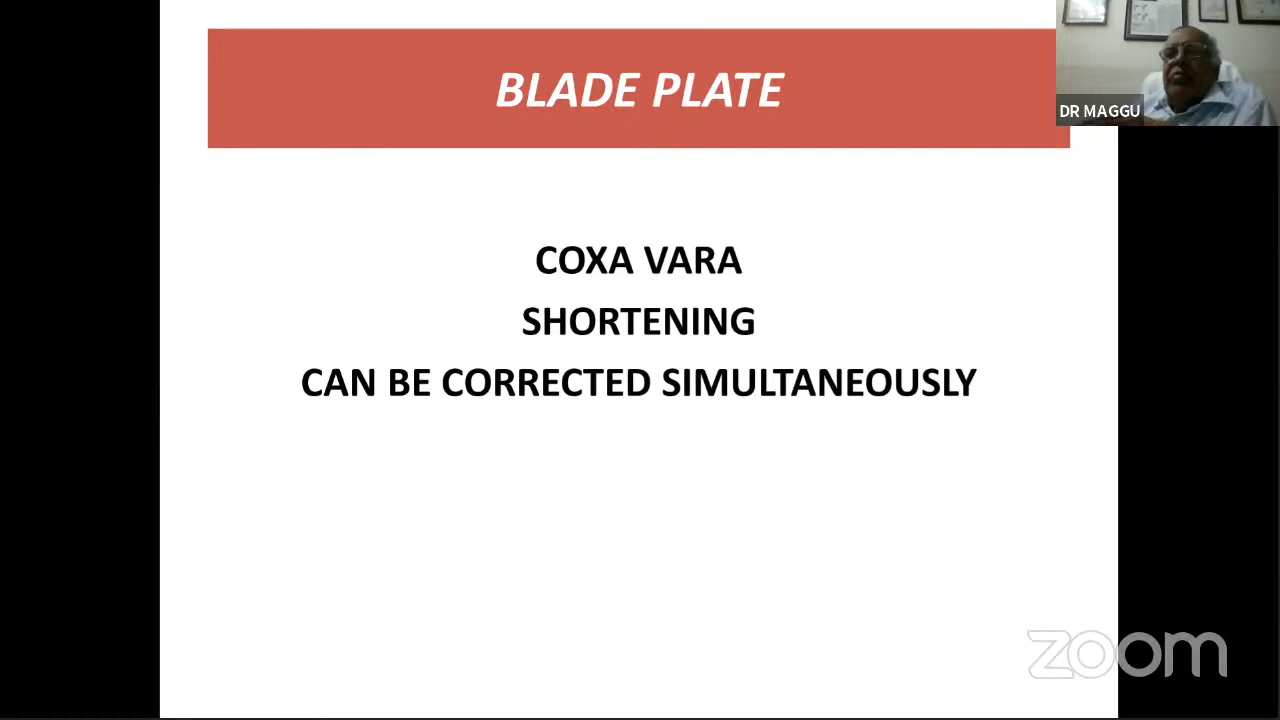 BLADE PLATE
DR MAGGU
COXA VARA
SHORTENING
CAN BE CORRECTED SIMULTANEOUSLY
zoom